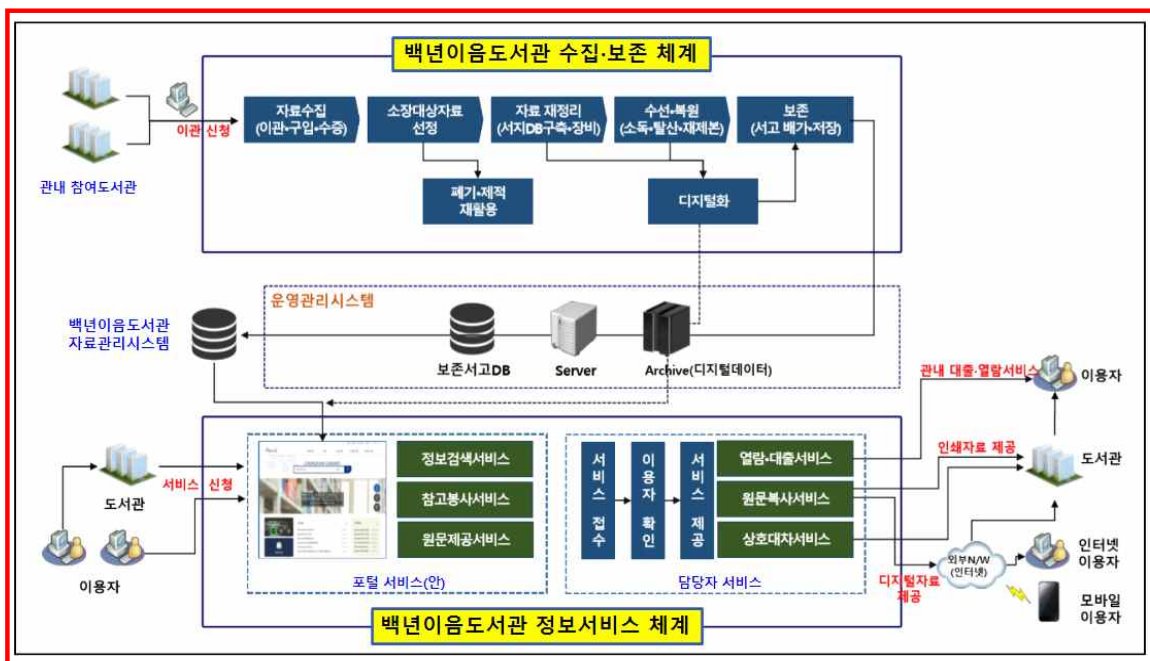 백년이음도서관 수집·보존 체계
이관 신청
관내 참여도서관
자료수집
(이관•구입•수증)
소장대상자료
선정
자료 재정리
(서지DB구축•장비)
수선•복원
(소독•탈산•재제본)
보존
(서고 배가•저장)
폐기•제적
재활용
디지털화
운영관리시스템
백년이음도서관
자료관리시스템
보존서고DB
Server
Archive(디지털데이터)
관내 대출·열람서비스
이용자
도서관
서비스 신청
이용자
정보검색서비스
참고봉사서비스
원문제공서비스
포털 서비스(안)
서비스 접수
이용자 확인
서비스 제공
열람•대출서비스
원문복사서비스
상호대차서비스
담당자 서비스
인쇄자료 제공
도서관
디지털자료
제공
외부N/W
(인터넷)
인터넷
이용자
모바일
이용자
백년이음도서관 정보서비스 체계